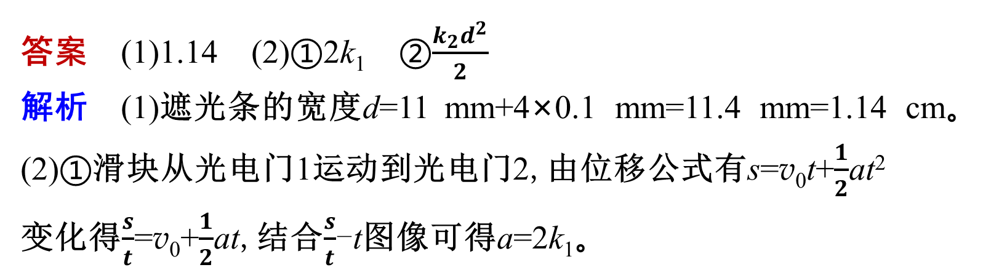 答案 (1)1.14 (2)①2k₁ ②k₂d²/2
解析 (1)遮光条的宽度d=11 mm+4×0.1 mm=11.4 mm=1.14 cm。
(2)①滑块从光电门1运动到光电门2, 由位移公式有s=v₀t+1/2at²
变化得s/t=v₀+1/2at, 结合s/t−t图像可得a=2k₁。